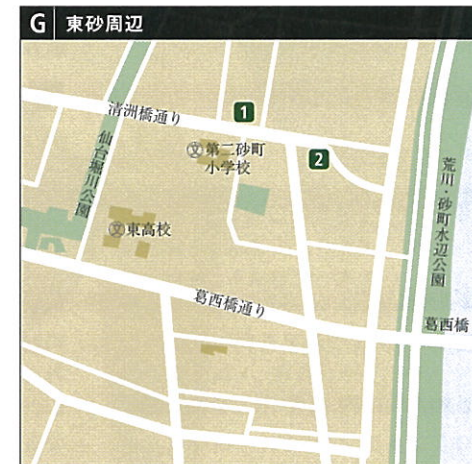 G 東砂周辺
清洲橋通り
1
仙台堀川公園
文 第二砂町
小学校
2
荒川・砂町水辺公園
文 東高校
葛西橋通り
葛西橋